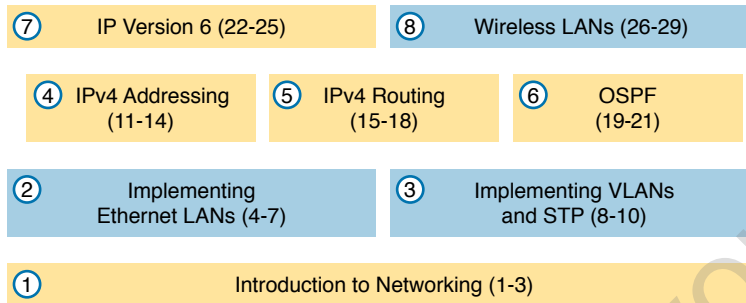 7 IP Version 6 (22-25)
8 Wireless LANs (26-29)
4 IPv4 Addressing
(11-14)
5 IPv4 Routing
(15-18)
6 OSPF
(19-21)
2 Implementing
Ethernet LANs (4-7)
3 Implementing VLANs
and STP (8-10)
1 Introduction to Networking (1-3)